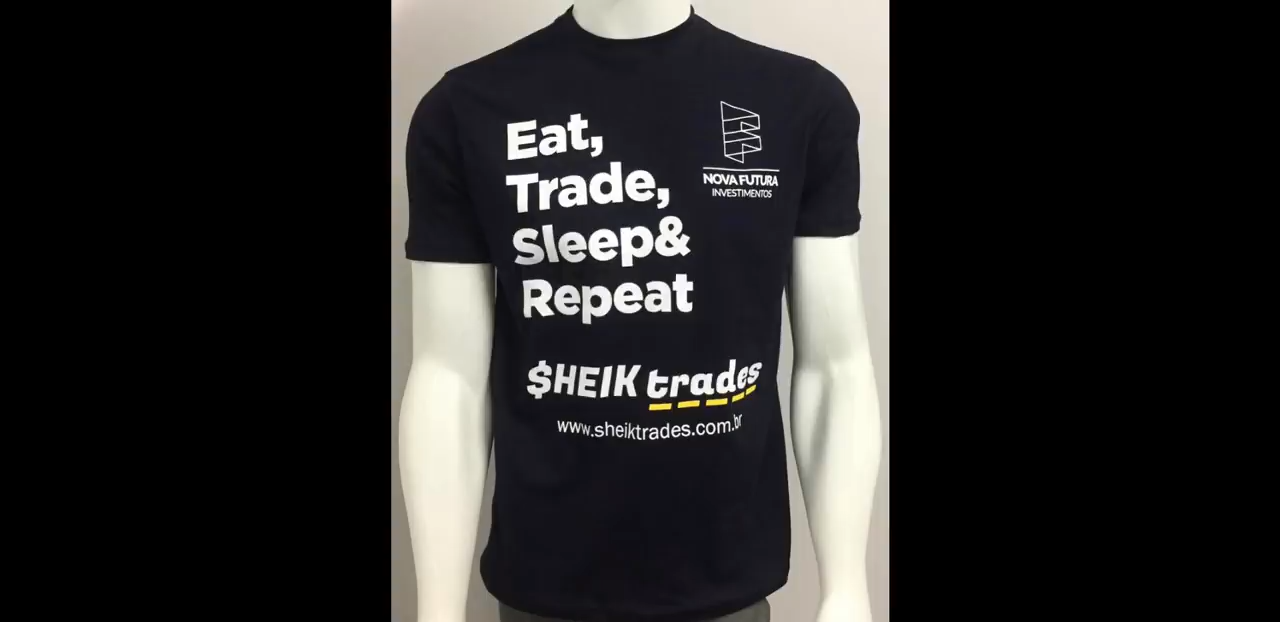 Eat,
Trade,
Sleep&
Repeat
NOVA FUTURA
INVESTIMENTOS
$HEIK trades
www.sheiktrades.com.br